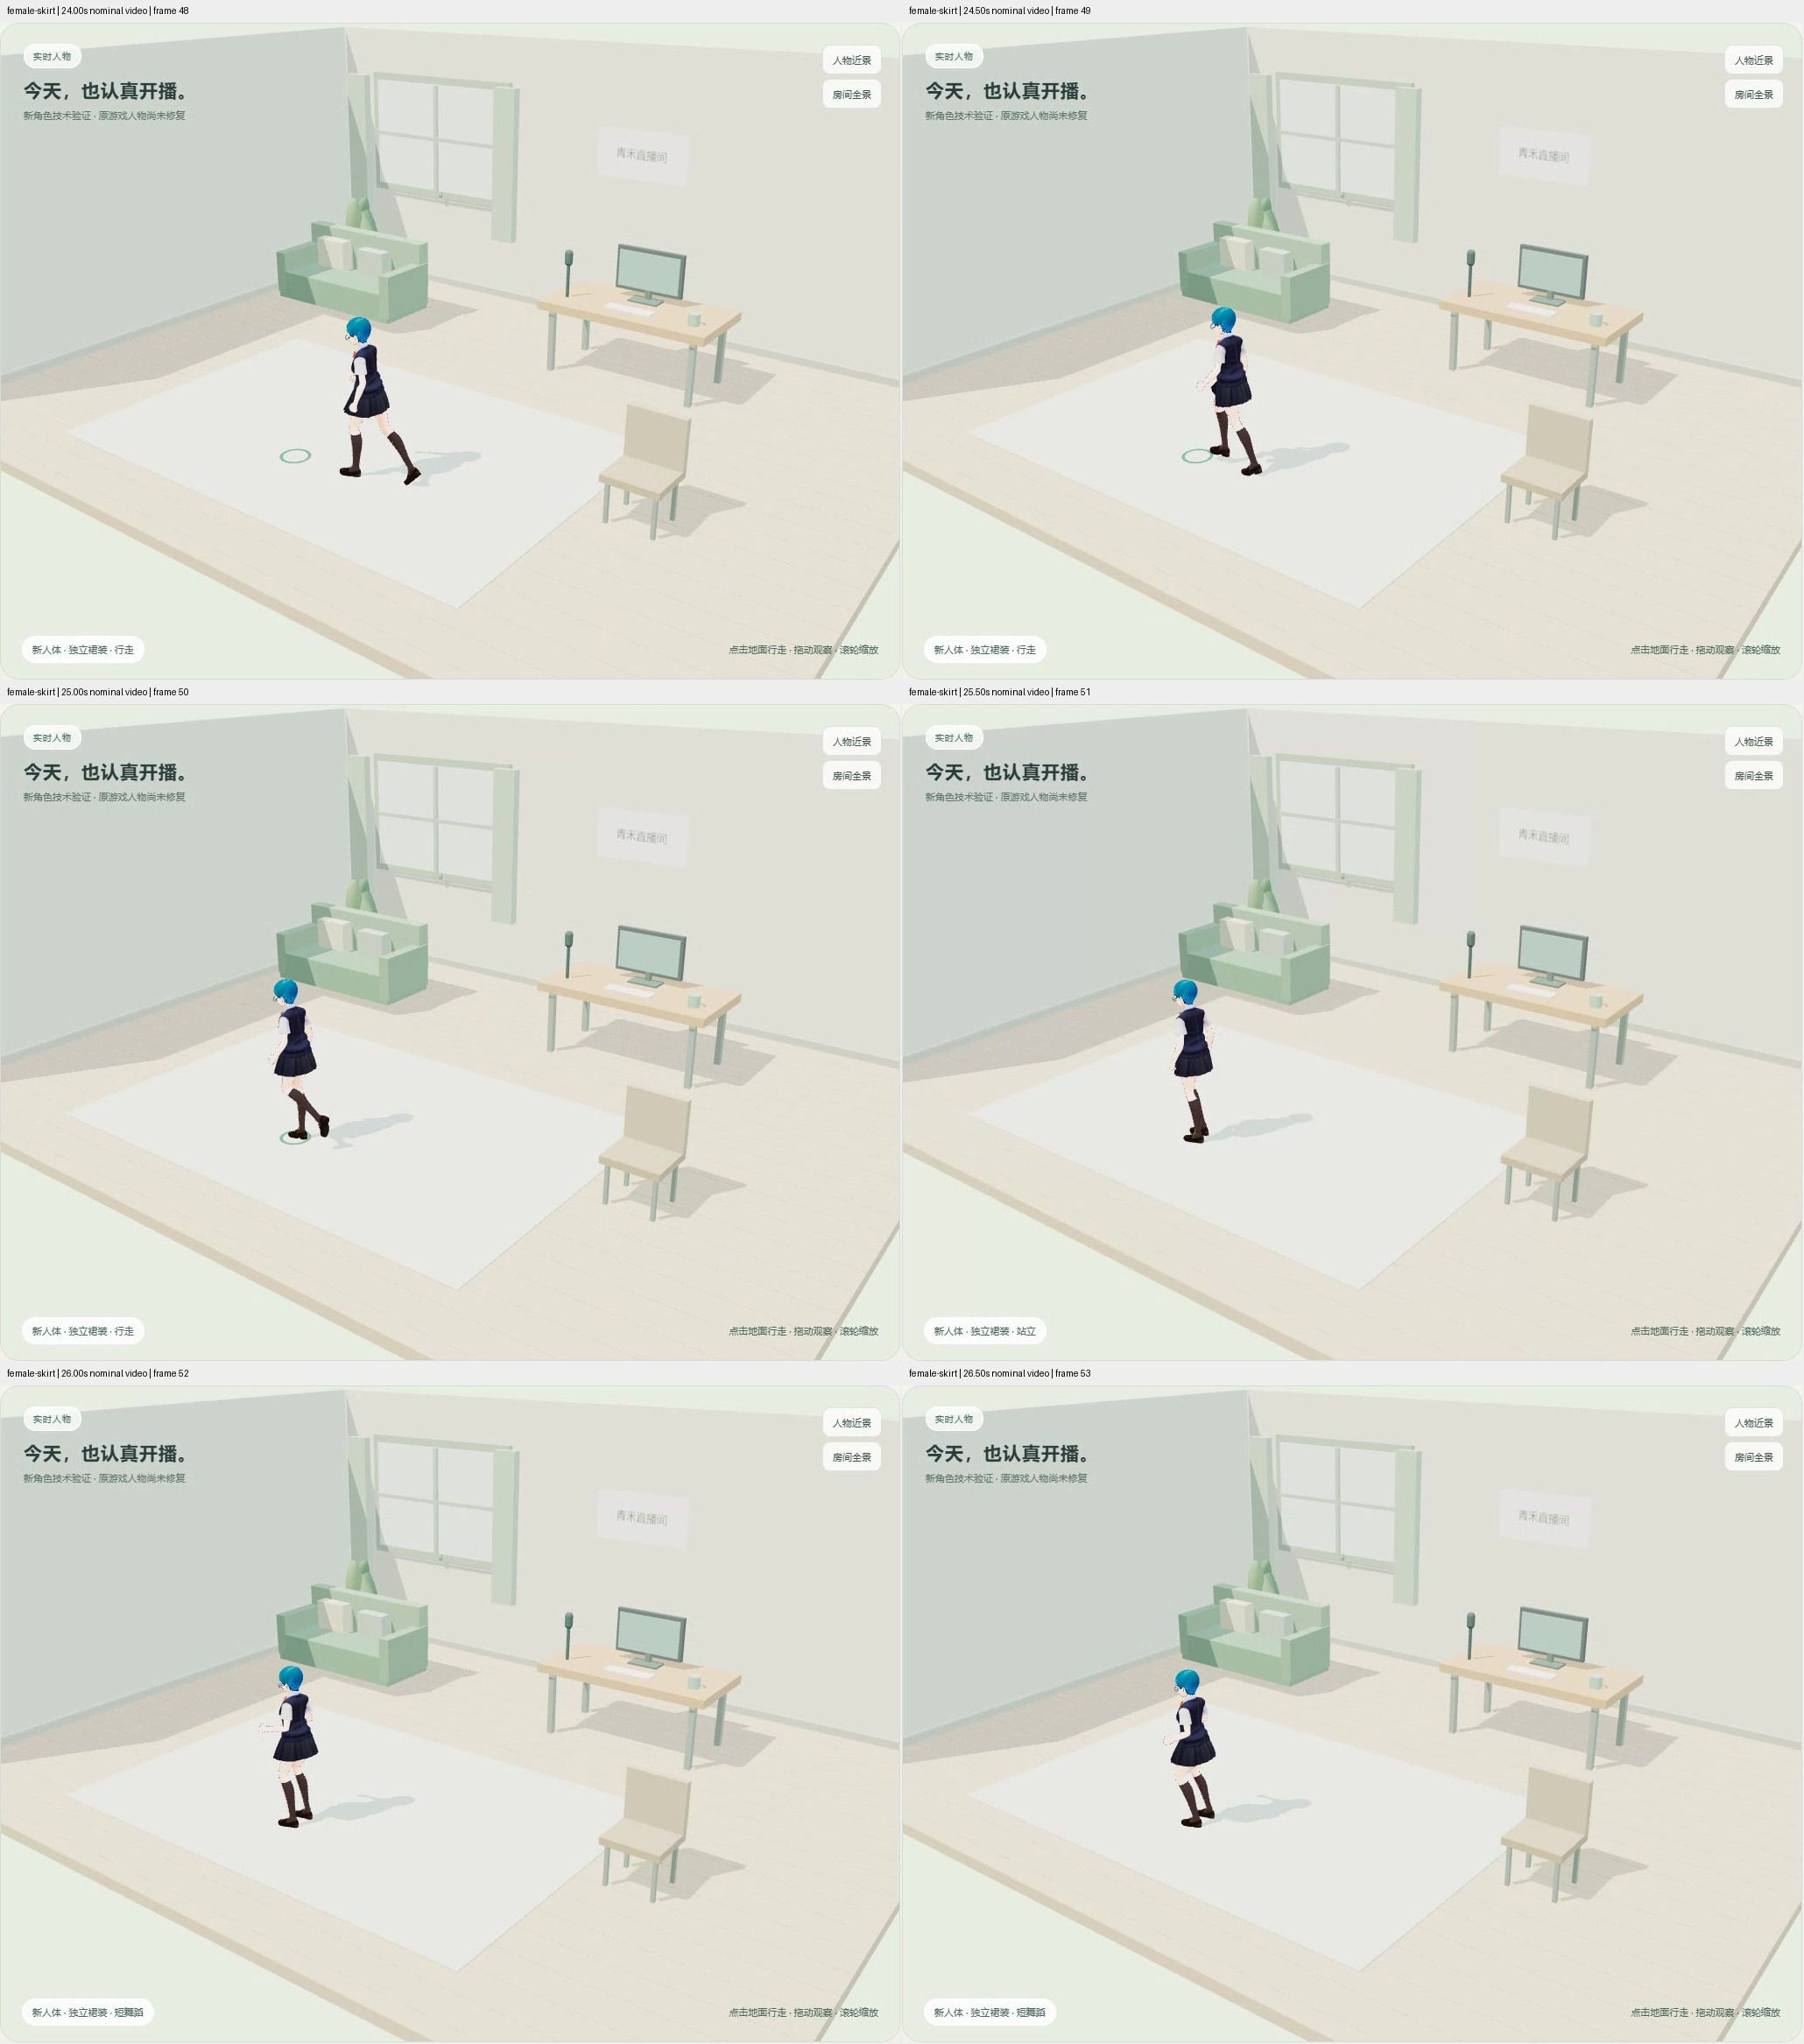 female-skirt | 24.00s nominal video | frame 48
实时人物
人物近景
今天，也认真开播。
房间全景
新角色技术验证 · 原游戏人物尚未修复
青禾直播间
新人体 · 独立裙装 · 行走
点击地面行走 · 拖动观察 · 滚轮缩放
female-skirt | 24.50s nominal video | frame 49
实时人物
人物近景
今天，也认真开播。
房间全景
新角色技术验证 · 原游戏人物尚未修复
青禾直播间
新人体 · 独立裙装 · 行走
点击地面行走 · 拖动观察 · 滚轮缩放
female-skirt | 25.00s nominal video | frame 50
实时人物
人物近景
今天，也认真开播。
房间全景
新角色技术验证 · 原游戏人物尚未修复
青禾直播间
新人体 · 独立裙装 · 行走
点击地面行走 · 拖动观察 · 滚轮缩放
female-skirt | 25.50s nominal video | frame 51
实时人物
人物近景
今天，也认真开播。
房间全景
新角色技术验证 · 原游戏人物尚未修复
青禾直播间
新人体 · 独立裙装 · 站立
点击地面行走 · 拖动观察 · 滚轮缩放
female-skirt | 26.00s nominal video | frame 52
实时人物
人物近景
今天，也认真开播。
房间全景
新角色技术验证 · 原游戏人物尚未修复
青禾直播间
新人体 · 独立裙装 · 短舞蹈
点击地面行走 · 拖动观察 · 滚轮缩放
female-skirt | 26.50s nominal video | frame 53
实时人物
人物近景
今天，也认真开播。
房间全景
新角色技术验证 · 原游戏人物尚未修复
青禾直播间
新人体 · 独立裙装 · 短舞蹈
点击地面行走 · 拖动观察 · 滚轮缩放